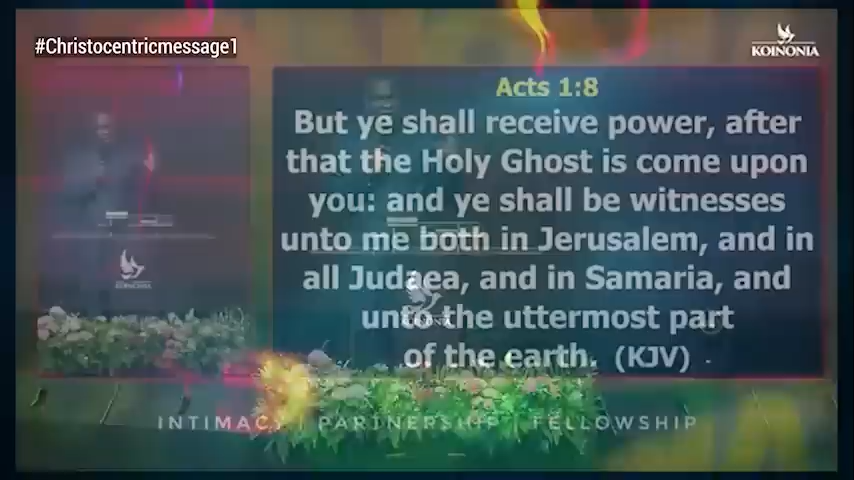 #Christocentricmessage1
KOINONIA
Acts 1:8
But ye shall receive power, after
that the Holy Ghost is come upon
you: and ye shall be witnesses
unto me both in Jerusalem, and in
all Judaea, and in Samaria, and
unto the uttermost part
of the earth. (KJV)
KOINONIA
KOINONIA
INTIMACY | PARTNERSHIP | FELLOWSHIP